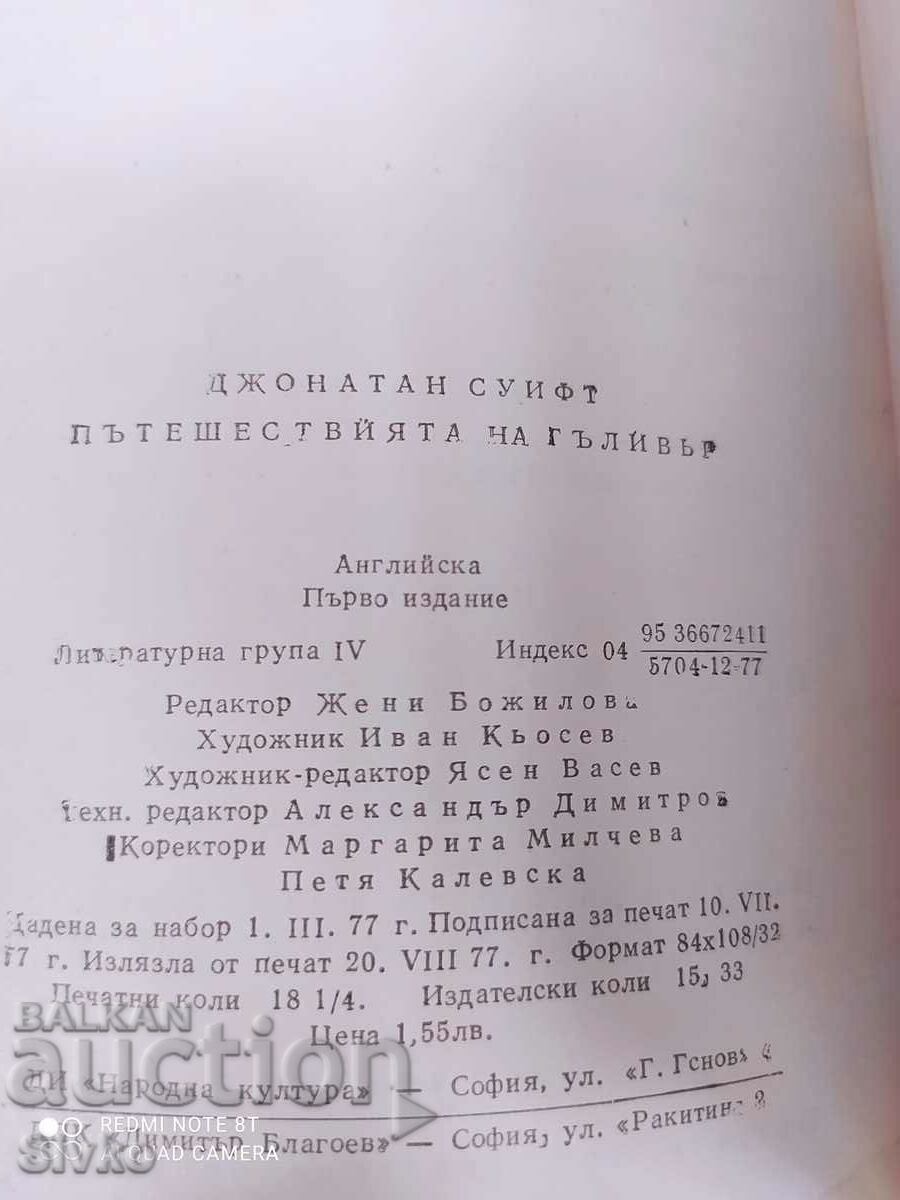 ДЖОНАТАН СУИФТ
ПЪТЕШЕСТВИЯТА НА ГЪЛИВЪР
Английска
Първо издание
Литературна група IV Индекс 04 95 36672411
5704-12-77
Редактор Жени Божилова
Художник Иван Кьосев
Художник-редактор Ясен Васев
Техн. редактор Александър Димитров
Коректори Маргарита Милчева
Петя Калевска
Дадена за набор 1. III. 77 г. Подписана за печат 10. VII.
77 г. Излязла от печат 20. VIII 77. г. Формат 84x108/32
Печатни коли 18 1/4. Издателски коли 15, 33
Цена 1,55лв.
ДИ «Народна култура» — София, ул. «Г. Генов» 4
«Димитър Благоев» — София, ул. «Ракитин» 2
BALKAN
auction
REDMI NOTE 8T
AI QUAD CAMERA
sivko